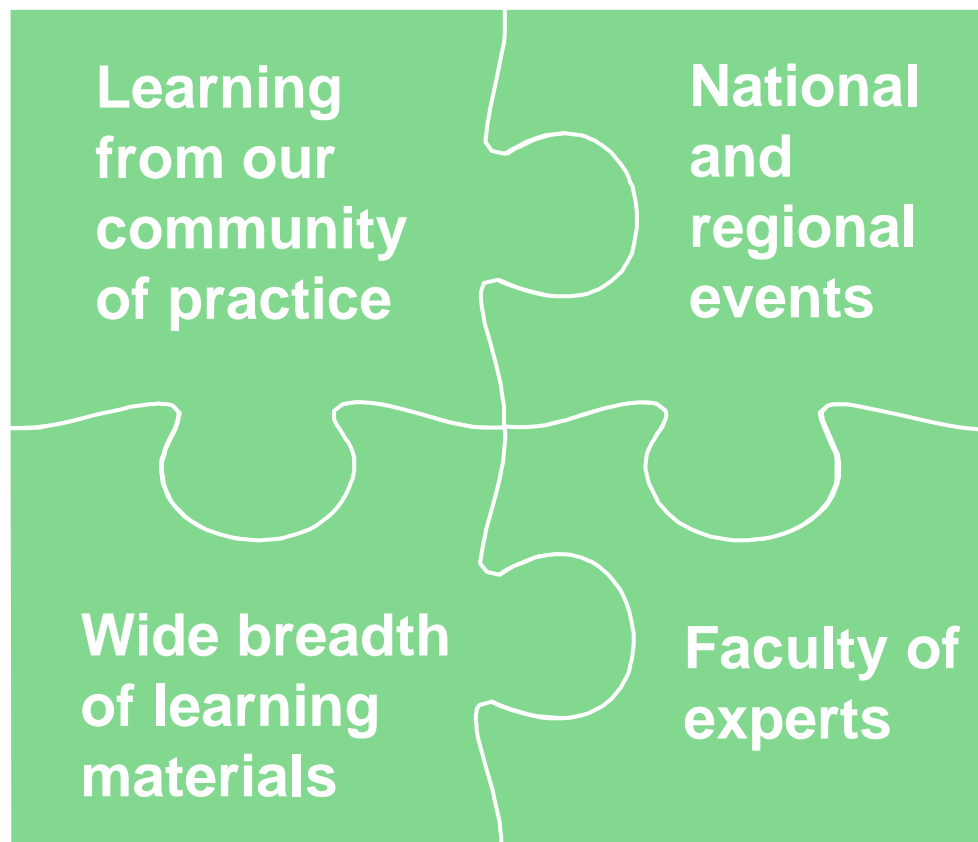 Learning
from our
community
of practice
National
and
regional
events
Wide breadth
of learning
materials
Faculty of
experts